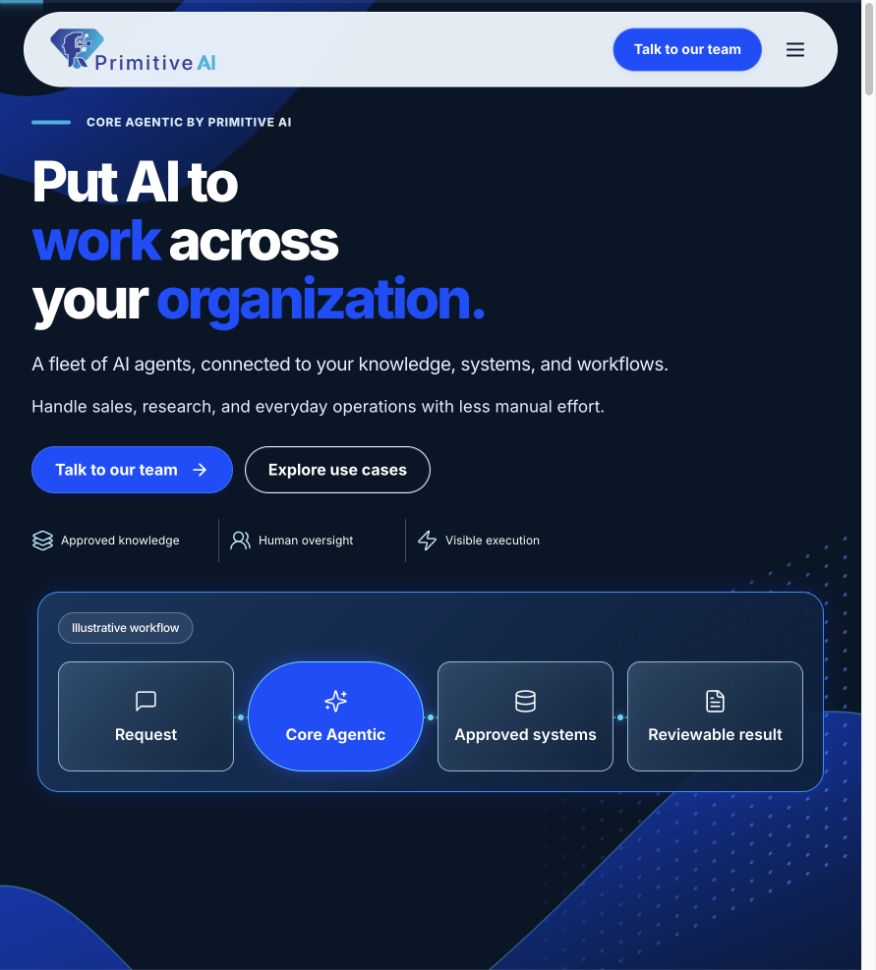 Primitive AI
Talk to our team
CORE AGENTIC BY PRIMITIVE AI
Put AI to
work across
your organization.
A fleet of AI agents, connected to your knowledge, systems, and workflows.
Handle sales, research, and everyday operations with less manual effort.
Talk to our team
Explore use cases
Approved knowledge
Human oversight
Visible execution
Illustrative workflow
Request
Core Agentic
Approved systems
Reviewable result